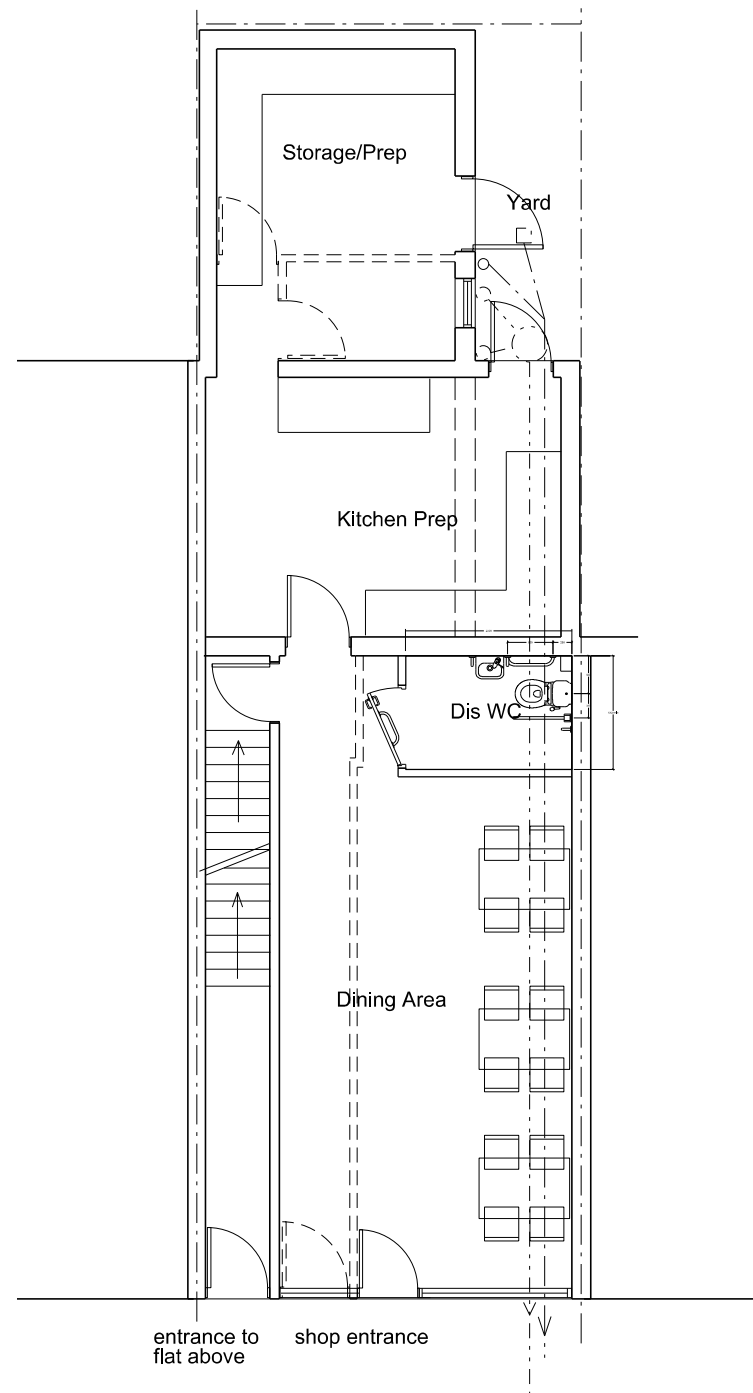 Storage/Prep
Yard
Kitchen Prep
Dis WC
Dining Area
entrance to
flat above
shop entrance